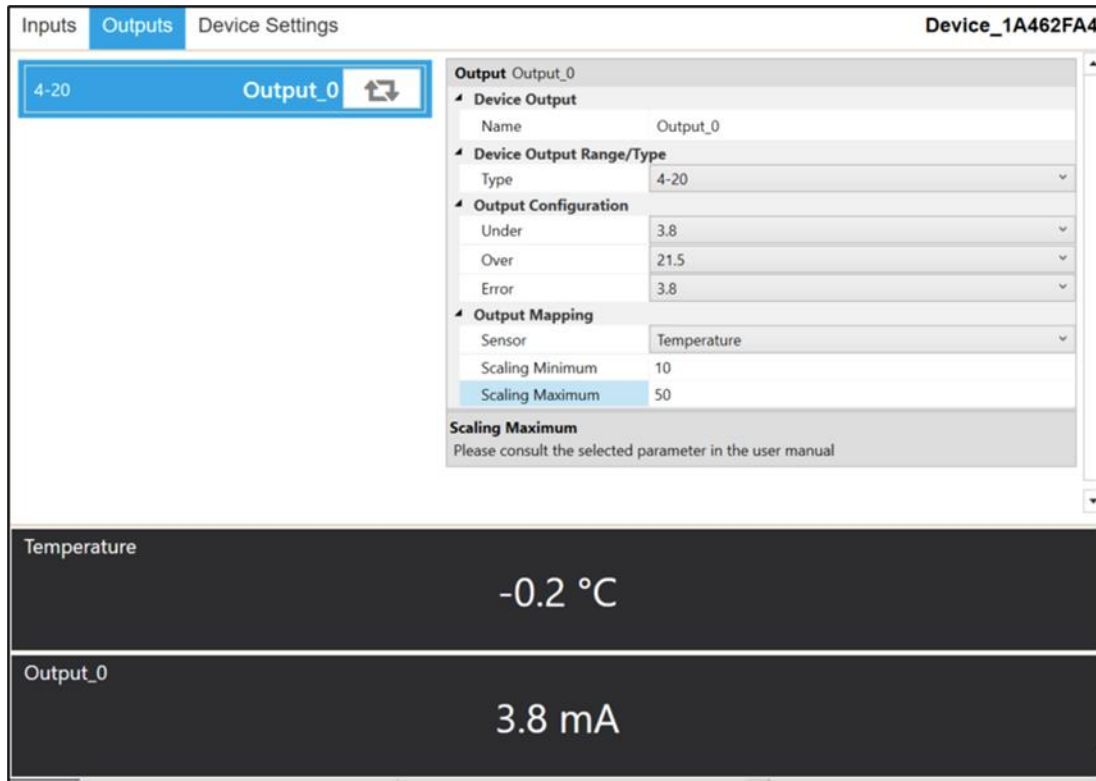 Inputs Outputs Device Settings Device_1A462FA4
4-20 Output_0
Output Output_0
Device Output
Name Output_0
Device Output Range/Type
Type 4-20
Output Configuration
Under 3.8
Over 21.5
Error 3.8
Output Mapping
Sensor Temperature
Scaling Minimum 10
Scaling Maximum 50
Scaling Maximum
Please consult the selected parameter in the user manual
Temperature
-0.2 °C
Output_0
3.8 mA